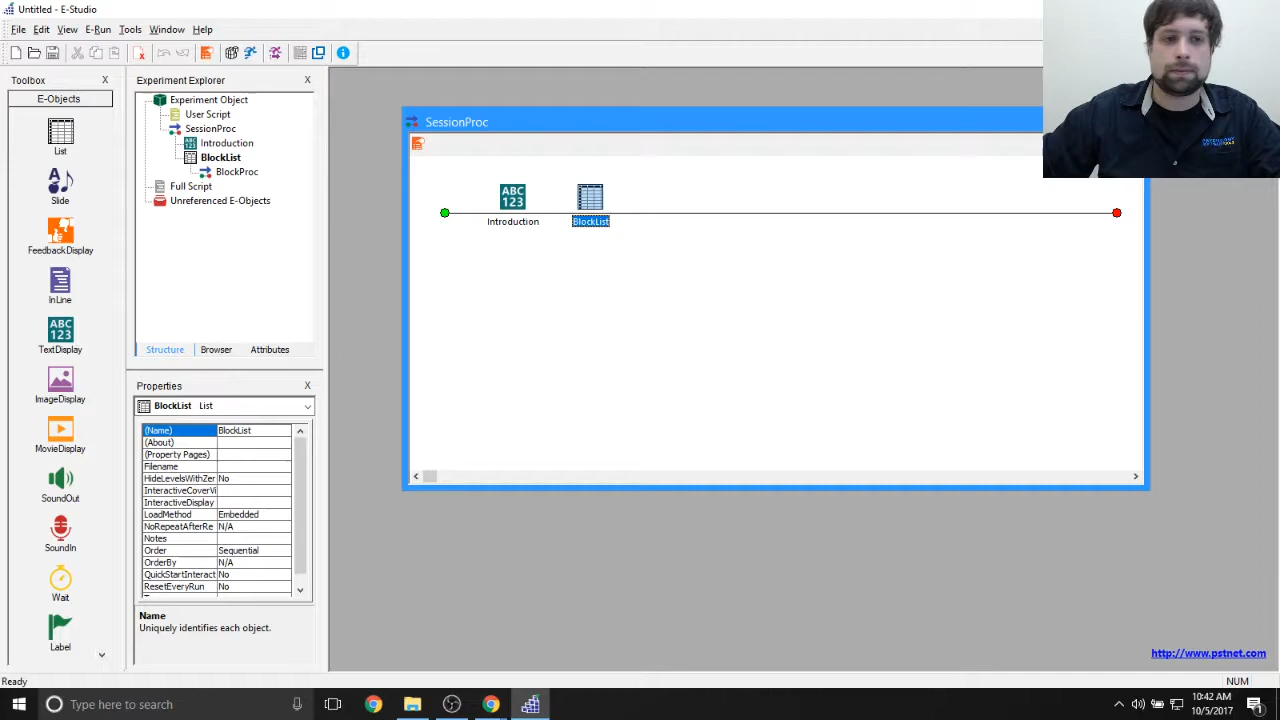 Untitled - E-Studio
File Edit View E-Run Tools Window Help
Toolbox X
E-Objects
List
Slide
FeedbackDisplay
InLine
TextDisplay
ImageDisplay
MovieDisplay
SoundOut
SoundIn
Wait
Label
Experiment Explorer X
Experiment Object
User Script
SessionProc
Introduction
BlockList
BlockProc
Full Script
Unreferenced E-Objects
Structure Browser Attributes
Properties X
BlockList List
(Name) BlockList
(About)
(Property Pages)
Filename
HideLevelsWithZer No
InteractiveCoverVi
InteractiveDisplay
LoadMethod Embedded
NoRepeatAfterRe N/A
Notes
Order Sequential
OrderBy N/A
QuickStartInteract No
ResetEveryRun No
Name
Uniquely identifies each object.
SessionProc
ABC
123
Introduction
BlockList
http://www.pstnet.com
Ready
NUM
Type here to search
10:42 AM
10/5/2017